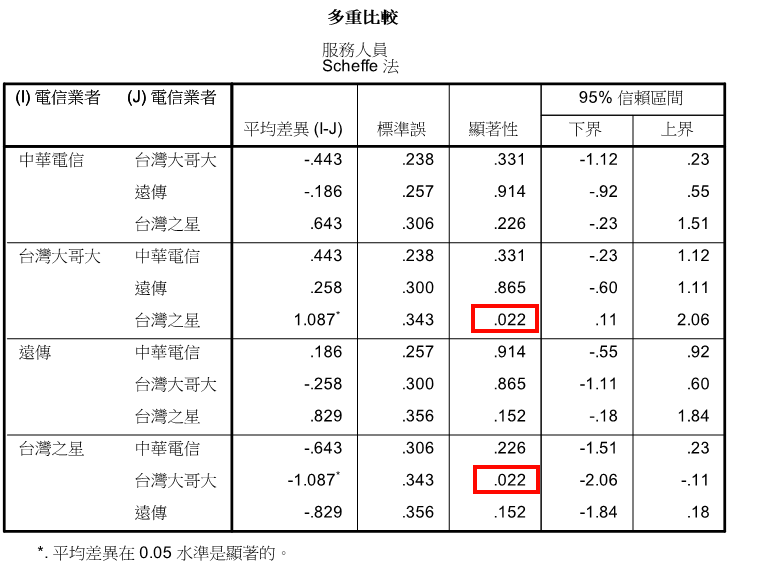 多重比較
服務人員
Scheffe 法
(I) 電信業者 (J) 電信業者 平均差異 (I-J) 標準誤 顯著性 95% 信賴區間
下界 上界
中華電信 台灣大哥大 -.443 .238 .331 -1.12 .23
遠傳 -.186 .257 .914 -.92 .55
台灣之星 .643 .306 .226 -.23 1.51
台灣大哥大 中華電信 .443 .238 .331 -.23 1.12
遠傳 .258 .300 .865 -.60 1.11
台灣之星 1.087* .343 .022 .11 2.06
遠傳 中華電信 .186 .257 .914 -.55 .92
台灣大哥大 -.258 .300 .865 -1.11 .60
台灣之星 .829 .356 .152 -.18 1.84
台灣之星 中華電信 -.643 .306 .226 -1.51 .23
台灣大哥大 -1.087* .343 .022 -2.06 -.11
遠傳 -.829 .356 .152 -1.84 .18
*. 平均差異在 0.05 水準是顯著的。